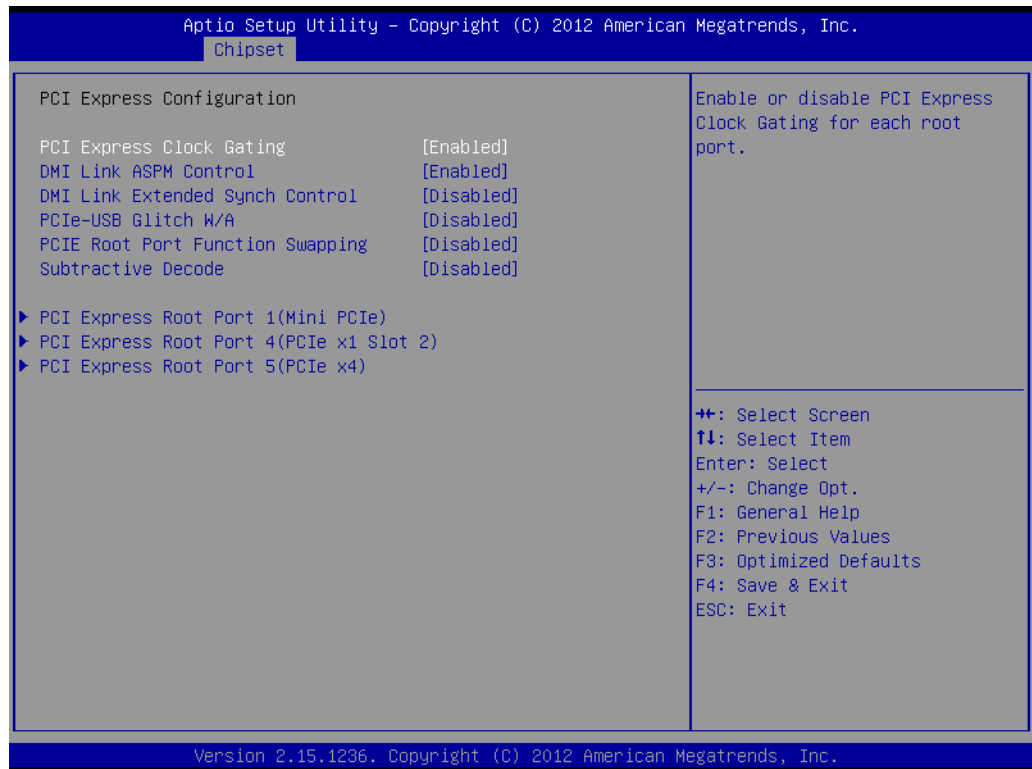 Aptio Setup Utility – Copyright (C) 2012 American Megatrends, Inc.
Chipset
PCI Express Configuration
PCI Express Clock Gating [Enabled]
DMI Link ASPM Control [Enabled]
DMI Link Extended Synch Control [Disabled]
PCIe-USB Glitch W/A [Disabled]
PCIE Root Port Function Swapping [Disabled]
Subtractive Decode [Disabled]
PCI Express Root Port 1(Mini PCIe)
PCI Express Root Port 4(PCIe x1 Slot 2)
PCI Express Root Port 5(PCIe x4)
Enable or disable PCI Express
Clock Gating for each root
port.
→←: Select Screen
↑↓: Select Item
Enter: Select
+/-: Change Opt.
F1: General Help
F2: Previous Values
F3: Optimized Defaults
F4: Save & Exit
ESC: Exit
Version 2.15.1236. Copyright (C) 2012 American Megatrends, Inc.